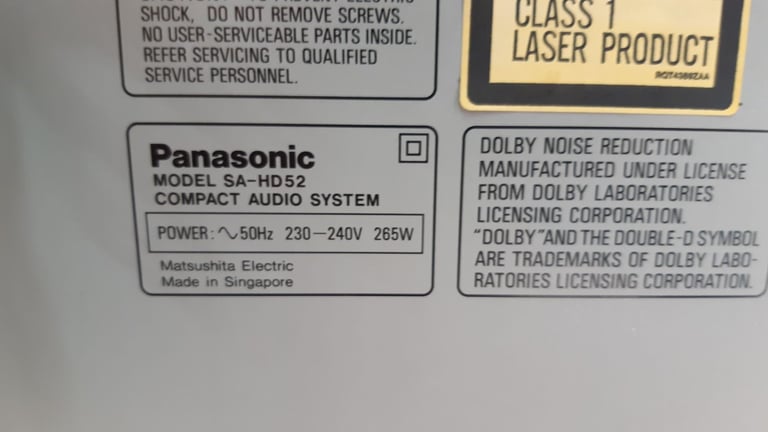 SHOCK, DO NOT REMOVE SCREWS.
NO USER-SERVICEABLE PARTS INSIDE.
REFER SERVICING TO QUALIFIED
SERVICE PERSONNEL.
CLASS 1
LASER PRODUCT
RQT4389ZAA
Panasonic
MODEL SA-HD52
COMPACT AUDIO SYSTEM
POWER: ∿50Hz 230—240V 265W
Matsushita Electric
Made in Singapore
DOLBY NOISE REDUCTION
MANUFACTURED UNDER LICENSE
FROM DOLBY LABORATORIES
LICENSING CORPORATION.
"DOLBY"AND THE DOUBLE-D SYMBOL
ARE TRADEMARKS OF DOLBY LABO-
RATORIES LICENSING CORPORATION.